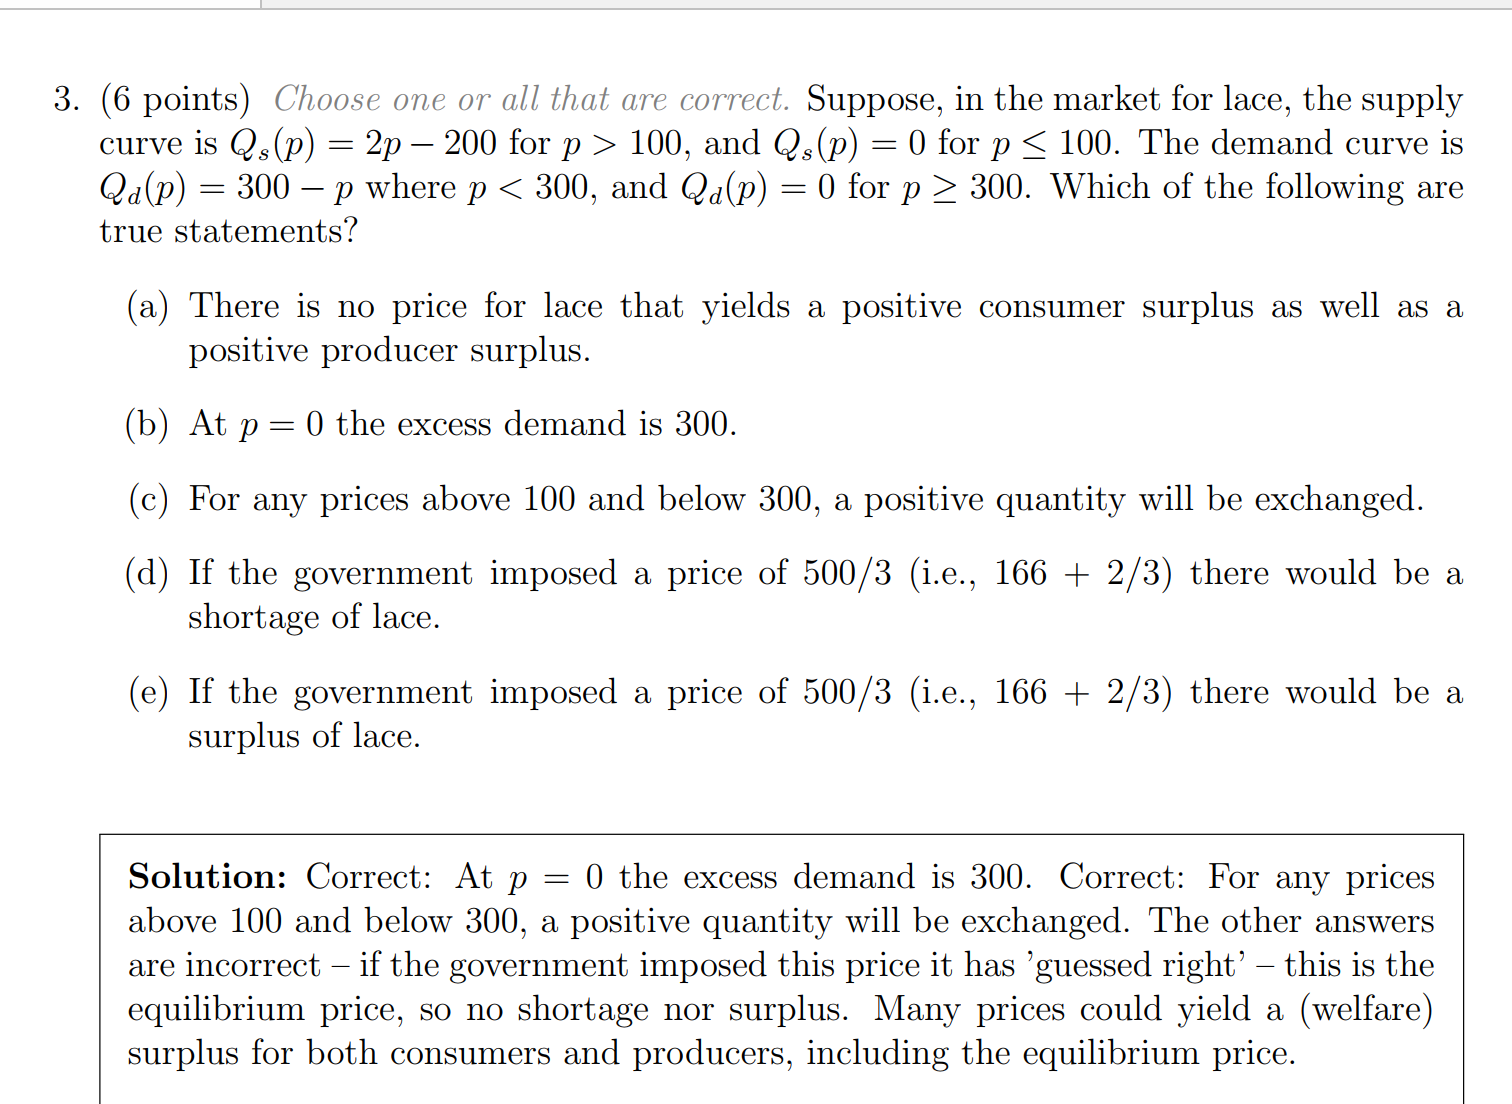 3. (6 points) Choose one or all that are correct. Suppose, in the market for lace, the supply
curve is Qₛ(p) = 2p − 200 for p > 100, and Qₛ(p) = 0 for p ≤ 100. The demand curve is
Q_d(p) = 300 − p where p < 300, and Q_d(p) = 0 for p ≥ 300. Which of the following are
true statements?
(a) There is no price for lace that yields a positive consumer surplus as well as a
positive producer surplus.
(b) At p = 0 the excess demand is 300.
(c) For any prices above 100 and below 300, a positive quantity will be exchanged.
(d) If the government imposed a price of 500/3 (i.e., 166 + 2/3) there would be a
shortage of lace.
(e) If the government imposed a price of 500/3 (i.e., 166 + 2/3) there would be a
surplus of lace.
Solution: Correct: At p = 0 the excess demand is 300. Correct: For any prices
above 100 and below 300, a positive quantity will be exchanged. The other answers
are incorrect – if the government imposed this price it has ’guessed right’ – this is the
equilibrium price, so no shortage nor surplus. Many prices could yield a (welfare)
surplus for both consumers and producers, including the equilibrium price.